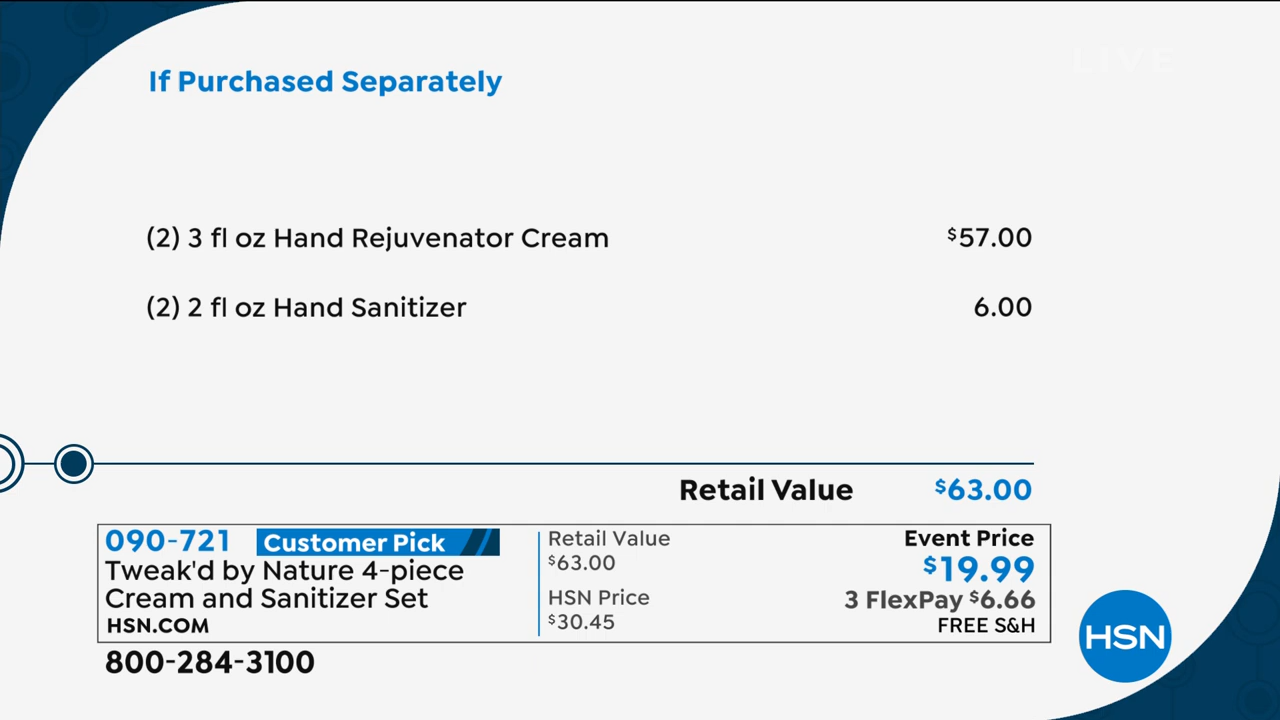 LIVE
If Purchased Separately
(2) 3 fl oz Hand Rejuvenator Cream $57.00
(2) 2 fl oz Hand Sanitizer 6.00
Retail Value $63.00
090-721 Customer Pick
Tweak'd by Nature 4-piece
Cream and Sanitizer Set
HSN.COM
Retail Value
$63.00
HSN Price
$30.45
Event Price
$19.99
3 FlexPay $6.66
FREE S&H
800-284-3100
HSN